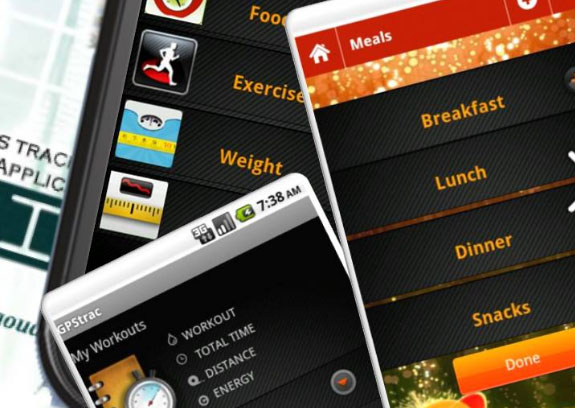 Food
Exercise
Weight
Meals
Breakfast
Lunch
Dinner
Snacks
Done
3G
7:38 AM
GPStrac
My Workouts
WORKOUT
TOTAL TIME
DISTANCE
ENERGY
S TRAC
APPLIC